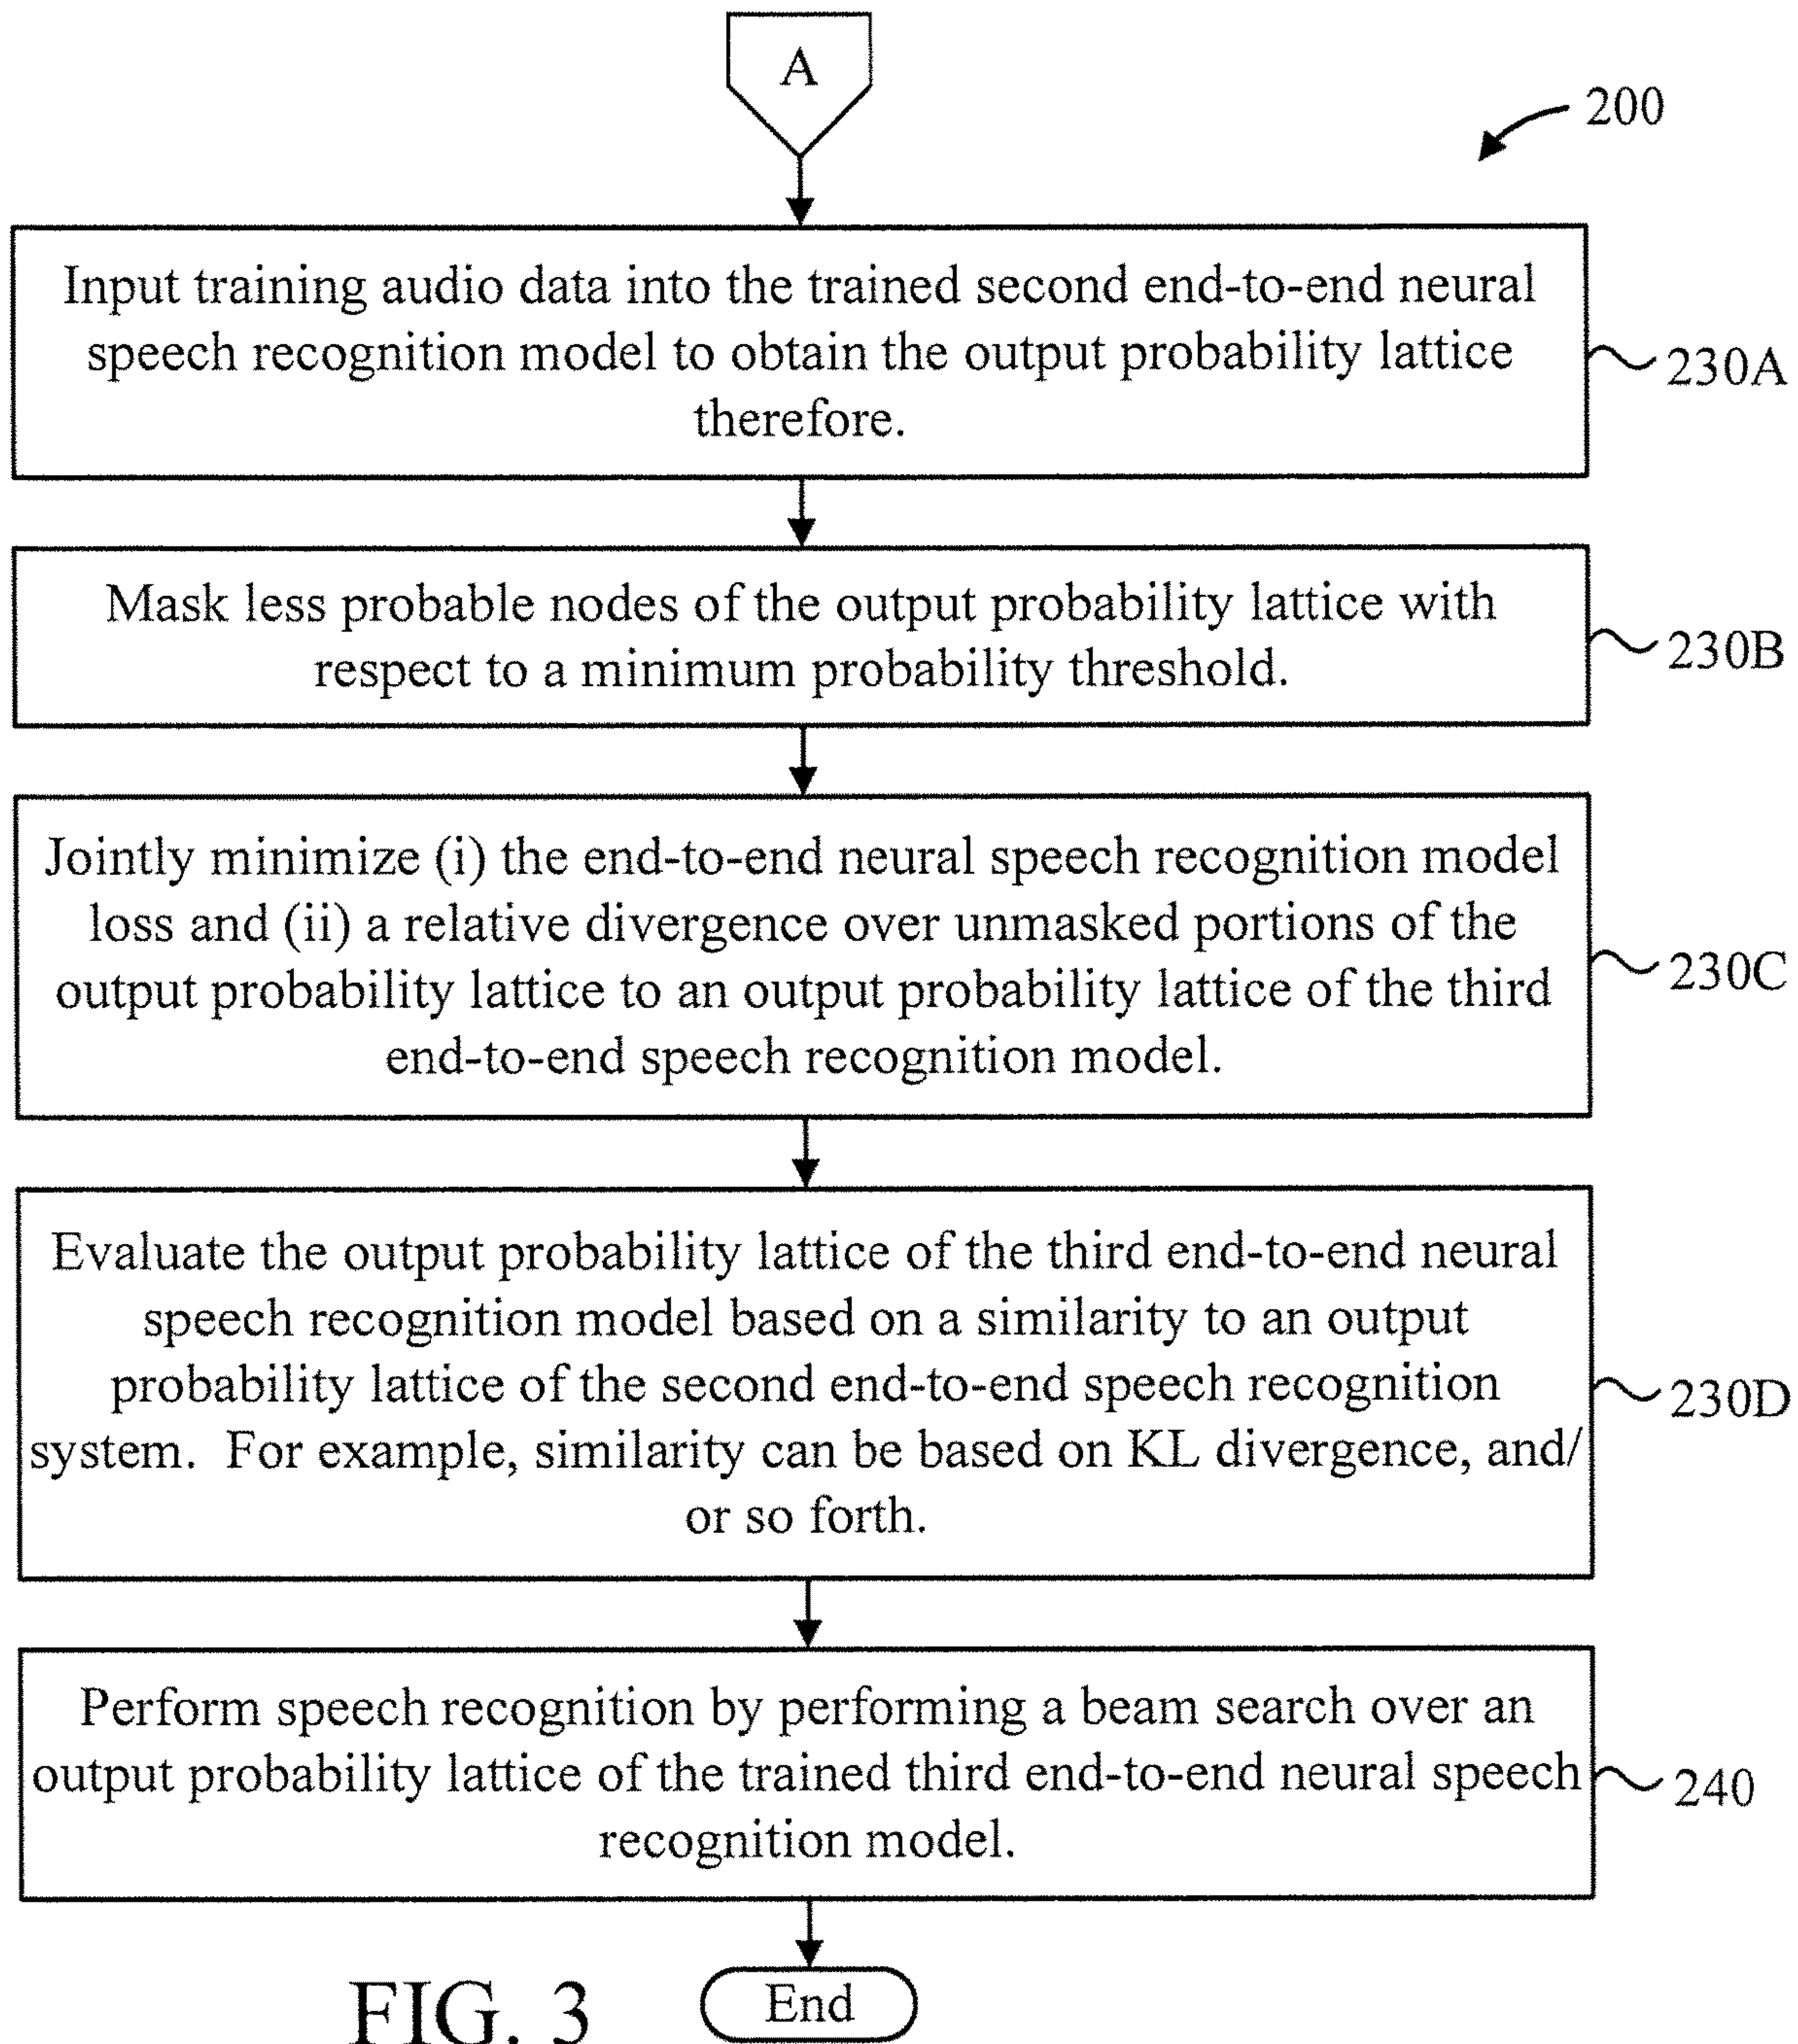 A
200
Input training audio data into the trained second end-to-end neural
speech recognition model to obtain the output probability lattice
therefore.
230A
Mask less probable nodes of the output probability lattice with
respect to a minimum probability threshold.
230B
Jointly minimize (i) the end-to-end neural speech recognition model
loss and (ii) a relative divergence over unmasked portions of the
output probability lattice to an output probability lattice of the third
end-to-end speech recognition model.
230C
Evaluate the output probability lattice of the third end-to-end neural
speech recognition model based on a similarity to an output
probability lattice of the second end-to-end speech recognition
system.  For example, similarity can be based on KL divergence, and/
or so forth.
230D
Perform speech recognition by performing a beam search over an
output probability lattice of the trained third end-to-end neural speech
recognition model.
240
End
FIG. 3